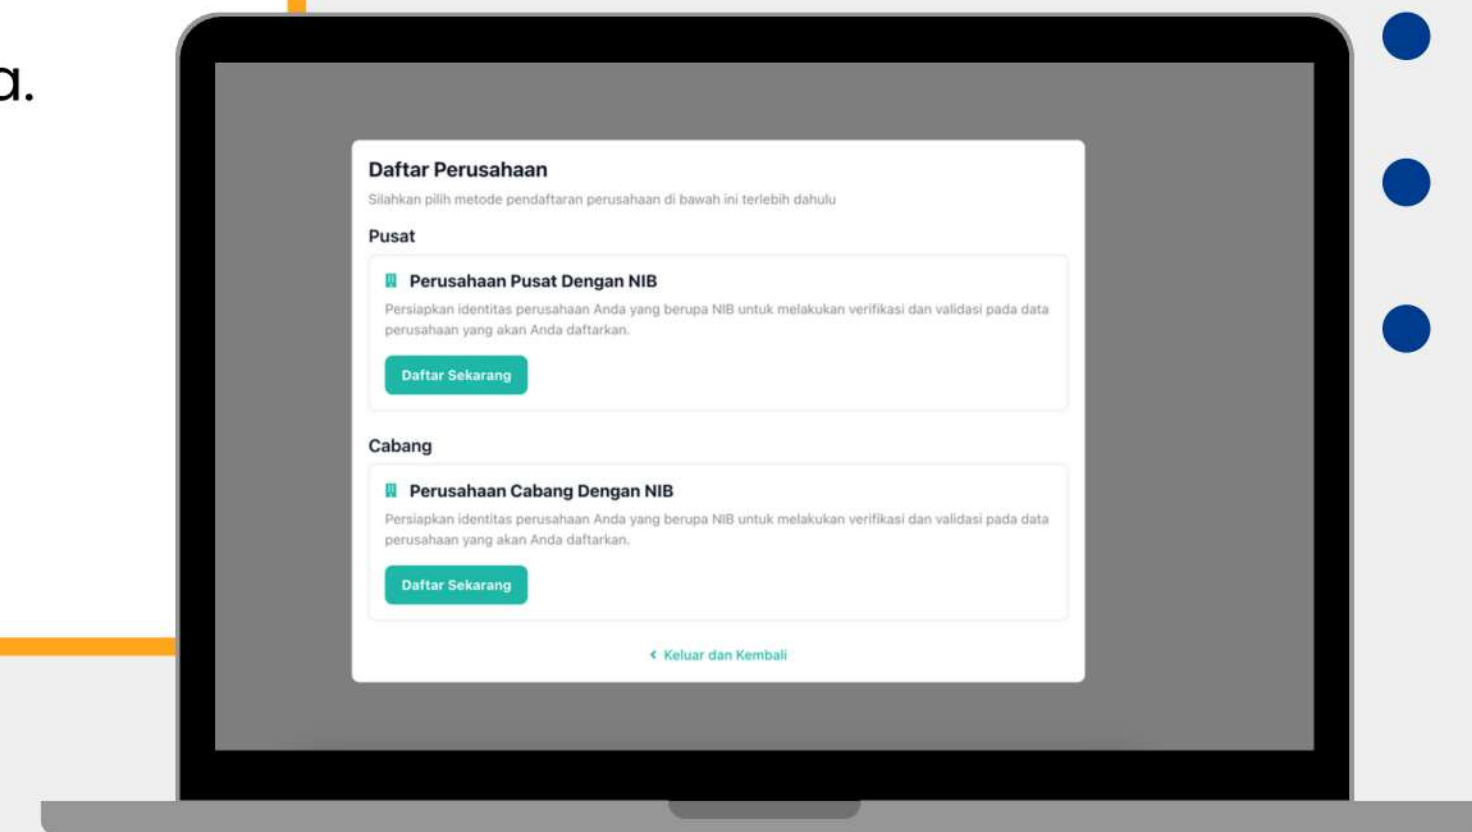 a.
Daftar Perusahaan
Silahkan pilih metode pendaftaran perusahaan di bawah ini terlebih dahulu
Pusat
Perusahaan Pusat Dengan NIB
Persiapkan identitas perusahaan Anda yang berupa NIB untuk melakukan verifikasi dan validasi pada data
perusahaan yang akan Anda daftarkan.
Daftar Sekarang
Cabang
Perusahaan Cabang Dengan NIB
Persiapkan identitas perusahaan Anda yang berupa NIB untuk melakukan verifikasi dan validasi pada data
perusahaan yang akan Anda daftarkan.
Daftar Sekarang
Keluar dan Kembali